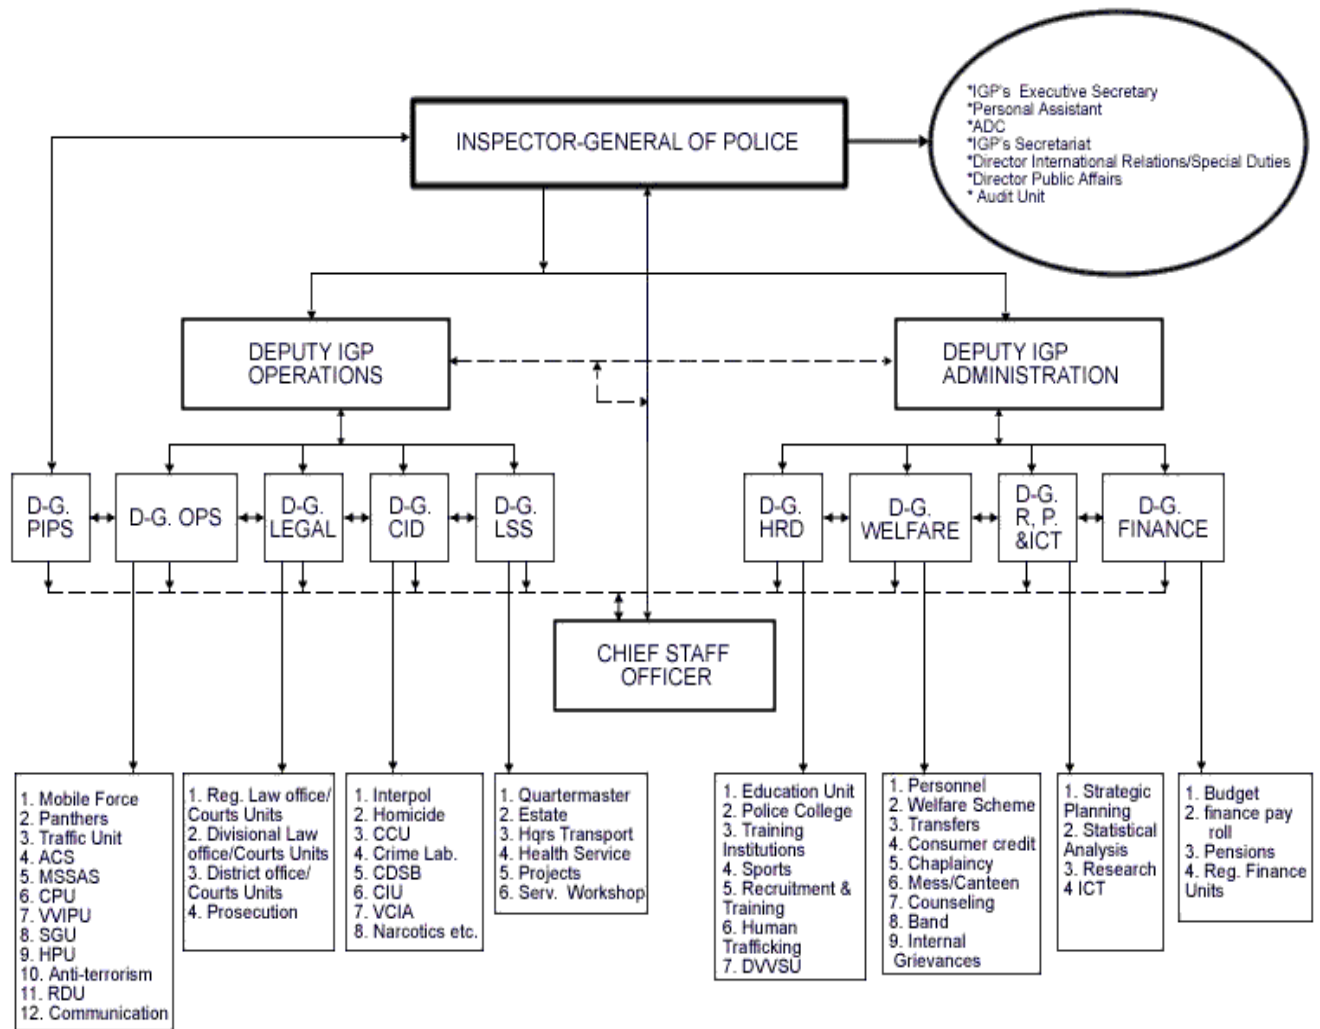 *IGP's Executive Secretary
*Personal Assistant
*ADC
*IGP's Secretariat
*Director International Relations/Special Duties
*Director Public Affairs
* Audit Unit
INSPECTOR-GENERAL OF POLICE
DEPUTY IGP
OPERATIONS
DEPUTY IGP
ADMINISTRATION
D-G.
PIPS
D-G. OPS
D-G.
LEGAL
D-G.
CID
D-G.
LSS
D-G.
HRD
D-G.
WELFARE
D-G.
R, P.
&ICT
D-G.
FINANCE
CHIEF STAFF
OFFICER
1. Mobile Force
2. Panthers
3. Traffic Unit
4. ACS
5. MSSAS
6. CPU
7. VVIPU
8. SGU
9. HPU
10. Anti-terrorism
11. RDU
12. Communication
1. Reg. Law office/
Courts Units
2. Divisional Law
office/Courts Units
3. District office/
Courts Units
4. Prosecution
1. Interpol
2. Homicide
3. CCU
4. Crime Lab.
5. CDSB
6. CIU
7. VCIA
8. Narcotics etc.
1. Quartermaster
2. Estate
3. Hqrs Transport
4. Health Service
5. Projects
6. Serv. Workshop
1. Education Unit
2. Police College
3. Training
Institutions
4. Sports
5. Recruitment &
Training
6. Human
Trafficking
7. DVVSU
1. Personnel
2. Welfare Scheme
3. Transfers
4. Consumer credit
5. Chaplaincy
6. Mess/Canteen
7. Counseling
8. Band
9. Internal
Grievances
1. Strategic
Planning
2. Statistical
Analysis
3. Research
4 ICT
1. Budget
2. finance pay
roll
3. Pensions
4. Reg. Finance
Units